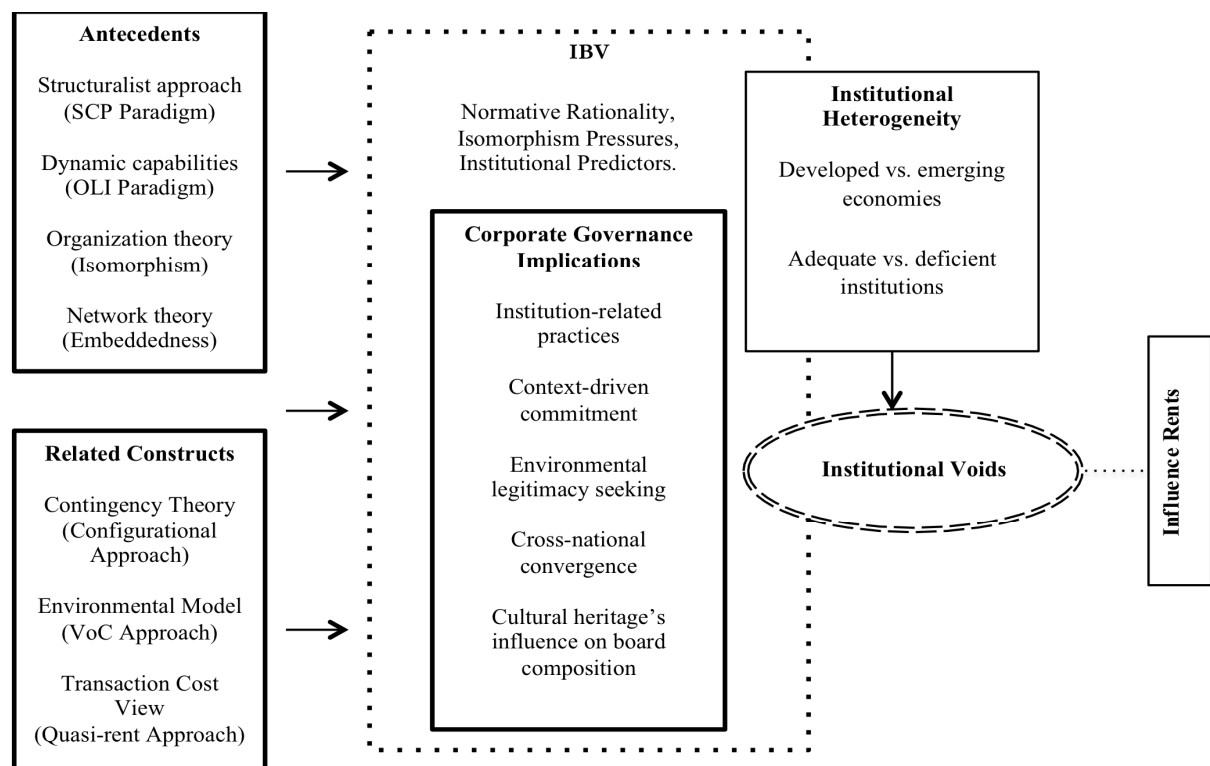 Antecedents
Structuralist approach
(SCP Paradigm)
Dynamic capabilities
(OLI Paradigm)
Organization theory
(Isomorphism)
Network theory
(Embeddedness)
Related Constructs
Contingency Theory
(Configurational
Approach)
Environmental Model
(VoC Approach)
Transaction Cost
View
(Quasi-rent Approach)
IBV
Normative Rationality,
Isomorphism Pressures,
Institutional Predictors.
Corporate Governance
Implications
Institution-related
practices
Context-driven
commitment
Environmental
legitimacy seeking
Cross-national
convergence
Cultural heritage’s
influence on board
composition
Institutional
Heterogeneity
Developed vs. emerging
economies
Adequate vs. deficient
institutions
Institutional Voids
Influence Rents